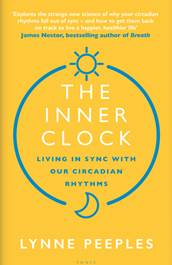 'Explores the strange new science of why your circadian
rhythms fall out of sync – and how to get them back
on track to live a happier, healthier life'
James Nestor, bestselling author of Breath
THE
INNER
CLOCK
LIVING IN SYNC WITH
OUR CIRCADIAN
RHYTHMS
LYNNE PEEPLES